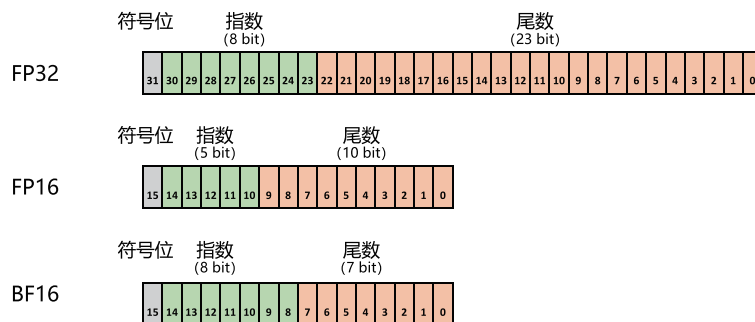 符号位 指数 尾数
(8 bit) (23 bit)
FP32
31 30 29 28 27 26 25 24 23 22 21 20 19 18 17 16 15 14 13 12 11 10 9 8 7 6 5 4 3 2 1 0
符号位 指数 尾数
(5 bit) (10 bit)
FP16
15 14 13 12 11 10 9 8 7 6 5 4 3 2 1 0
符号位 指数 尾数
(8 bit) (7 bit)
BF16
15 14 13 12 11 10 9 8 7 6 5 4 3 2 1 0